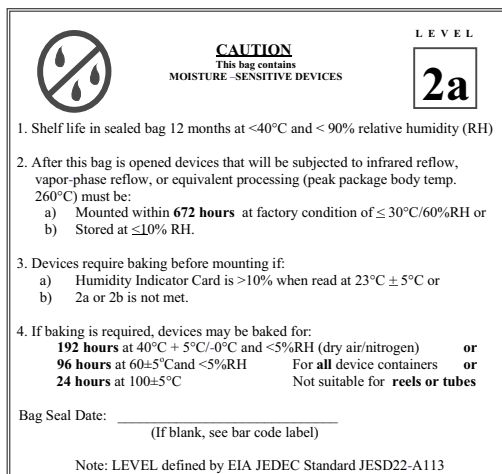 LEVEL
CAUTION
This bag contains
MOISTURE –SENSITIVE DEVICES
2a
1. Shelf life in sealed bag 12 months at <40°C and < 90% relative humidity (RH)
2. After this bag is opened devices that will be subjected to infrared reflow,
vapor-phase reflow, or equivalent processing (peak package body temp.
260°C) must be:
a) Mounted within 672 hours at factory condition of ≤ 30°C/60%RH or
b) Stored at ≤10% RH.
3. Devices require baking before mounting if:
a) Humidity Indicator Card is >10% when read at 23°C ± 5°C or
b) 2a or 2b is not met.
4. If baking is required, devices may be baked for:
192 hours at 40°C + 5°C/-0°C and <5%RH (dry air/nitrogen) or
96 hours at 60±5°Cand <5%RH For all device containers or
24 hours at 100±5°C Not suitable for reels or tubes
Bag Seal Date: ______________________________
(If blank, see bar code label)
Note: LEVEL defined by EIA JEDEC Standard JESD22-A113